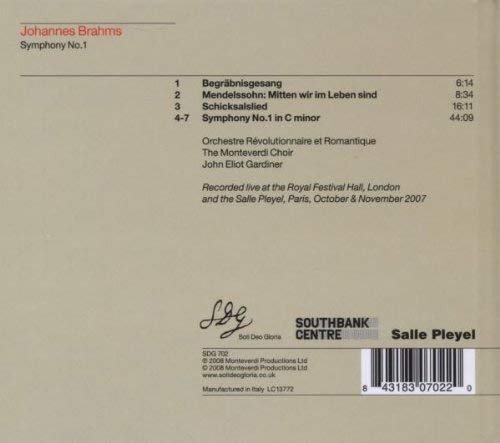 Johannes Brahms
Symphony No.1
1 Begräbnisgesang 6:14
2 Mendelssohn: Mitten wir im Leben sind 8:34
3 Schicksalslied 16:11
4-7 Symphony No.1 in C minor 44:09
Orchestre Révolutionnaire et Romantique
The Monteverdi Choir
John Eliot Gardiner
Recorded live at the Royal Festival Hall, London
and the Salle Pleyel, Paris, October & November 2007
SDG Soli Deo Gloria
SOUTHBANK
CENTRE
Salle Pleyel
SDG 702
℗ 2008 Monteverdi Productions Ltd
© 2008 Monteverdi Productions Ltd
www.solideogloria.co.uk
Manufactured in Italy LC13772
8 43183 07022 0